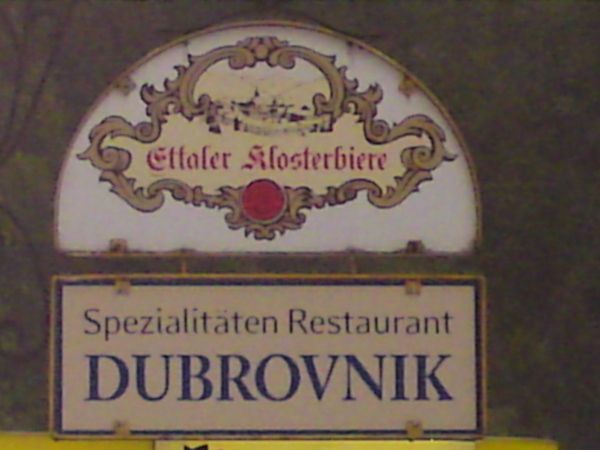 Ettaler Klosterbiere
Spezialitäten Restaurant
DUBROVNIK